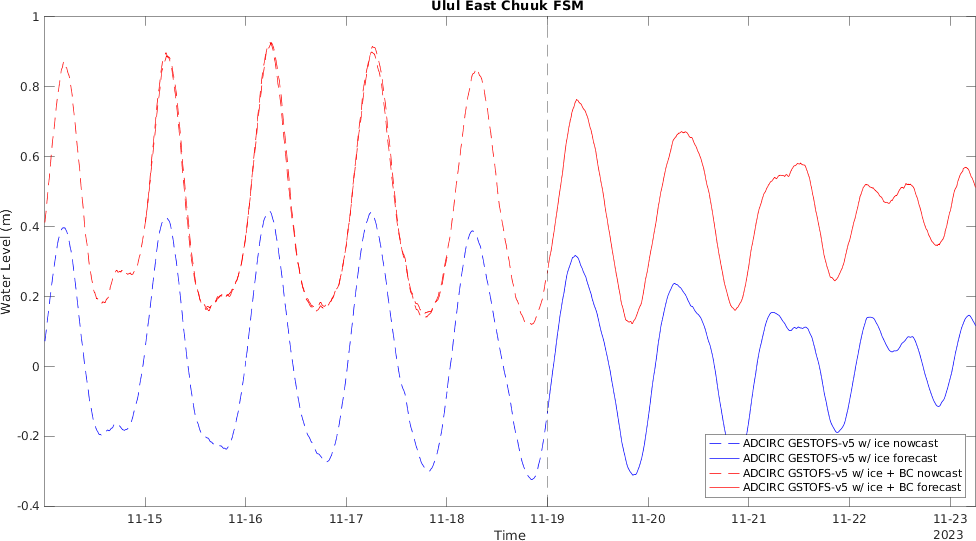 Ulul East Chuuk FSM
Water Level (m)
1
0.8
0.6
0.4
0.2
0
-0.2
-0.4
ADCIRC GESTOFS-v5 w/ ice nowcast
ADCIRC GESTOFS-v5 w/ ice forecast
ADCIRC GSTOFS-v5 w/ ice + BC nowcast
ADCIRC GSTOFS-v5 w/ ice + BC forecast
11-15 11-16 11-17 11-18 11-19 11-20 11-21 11-22 11-23
2023
Time